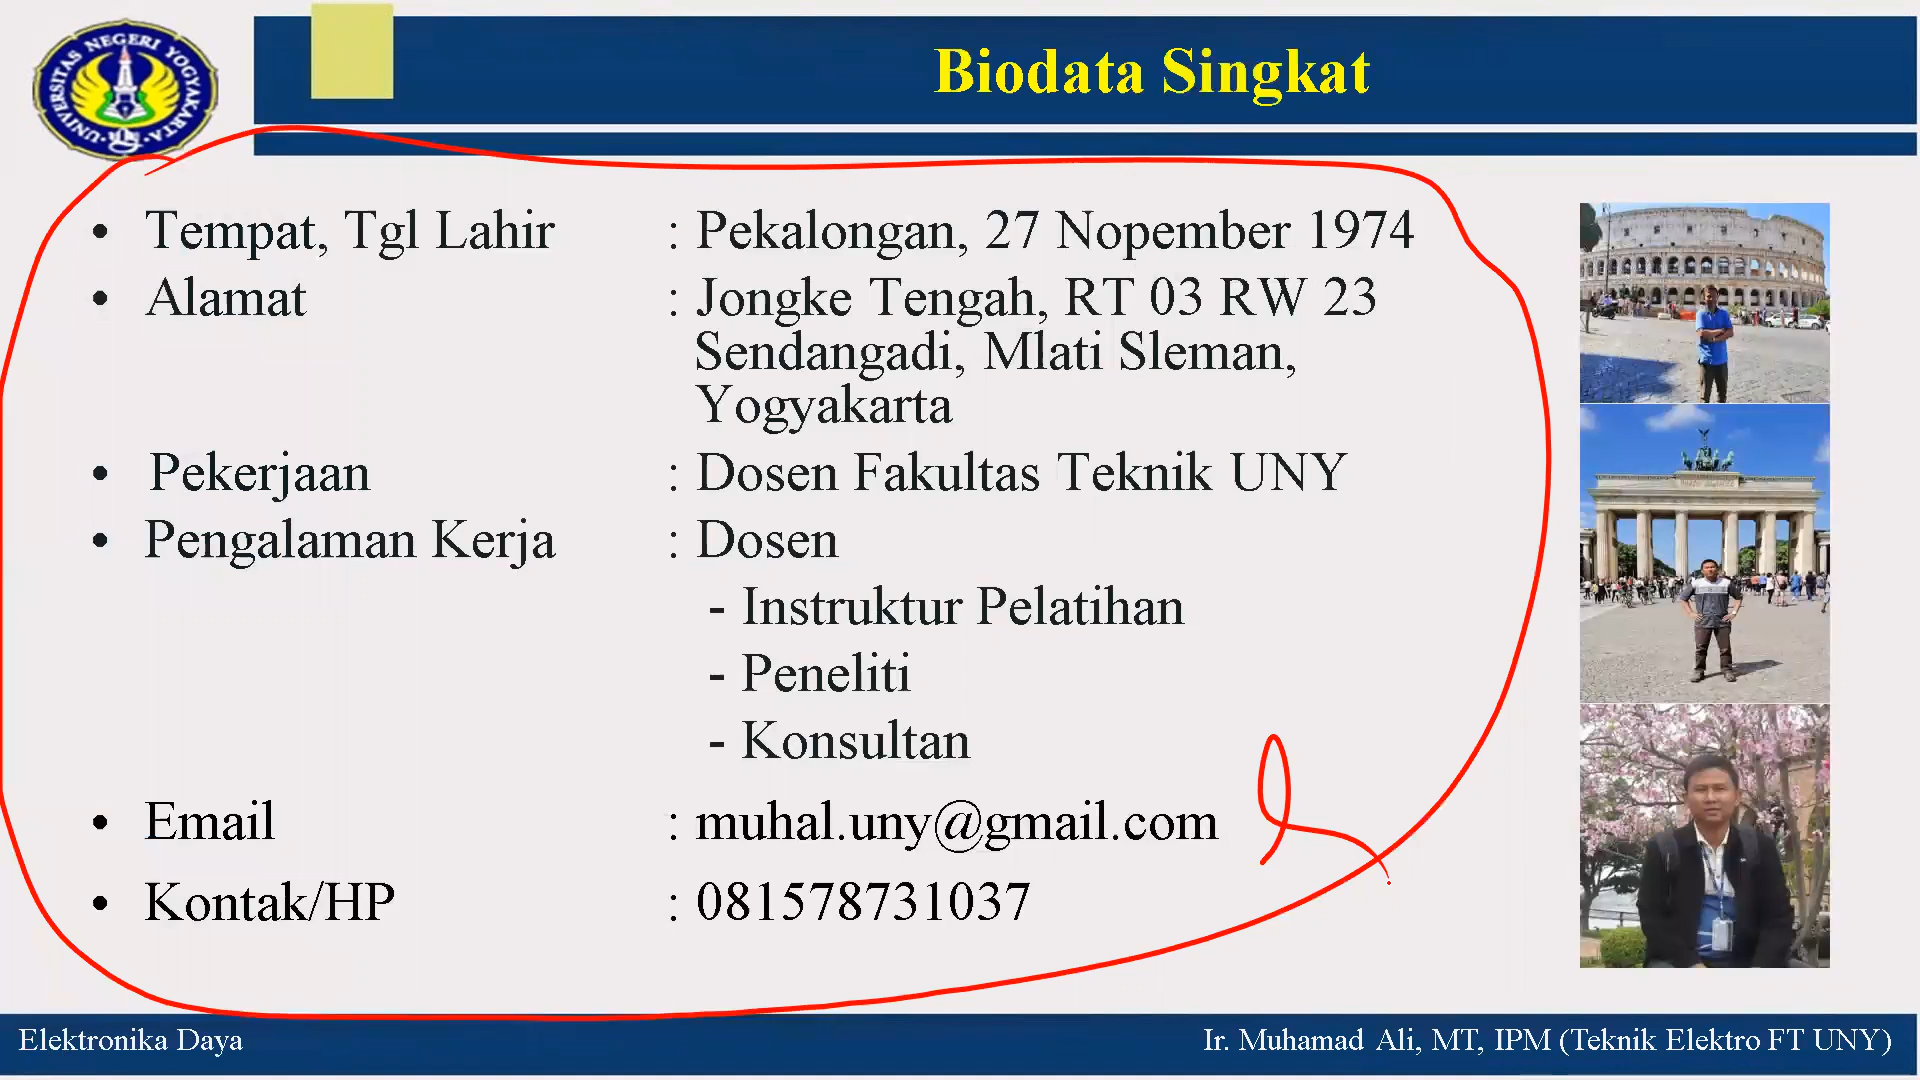 UNIVERSITAS NEGERI YOGYAKARTA
Biodata Singkat
• Tempat, Tgl Lahir : Pekalongan, 27 Nopember 1974
• Alamat : Jongke Tengah, RT 03 RW 23
Sendangadi, Mlati Sleman,
Yogyakarta
• Pekerjaan : Dosen Fakultas Teknik UNY
• Pengalaman Kerja : Dosen
- Instruktur Pelatihan
- Peneliti
- Konsultan
• Email : muhal.uny@gmail.com
• Kontak/HP : 081578731037
Elektronika Daya
Ir. Muhamad Ali, MT, IPM (Teknik Elektro FT UNY)